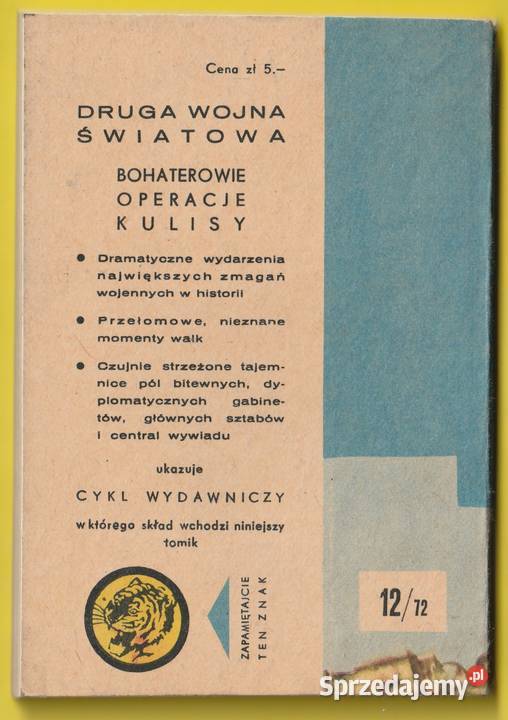 Cena zł 5.–
DRUGA WOJNA
ŚWIATOWA
BOHATEROWIE
OPERACJE
KULISY
● Dramatyczne wydarzenia
największych zmagań
wojennych w historii
● Przełomowe, nieznane
momenty walk
● Czujnie strzeżone tajem-
nice pól bitewnych, dy-
plomatycznych gabine-
tów, głównych sztabów
i central wywiadu
ukazuje
CYKL WYDAWNICZY
w którego skład wchodzi niniejszy
tomik
ZAPAMIĘTAJCIE
TEN ZNAK
12/72
Sprzedajemy.pl